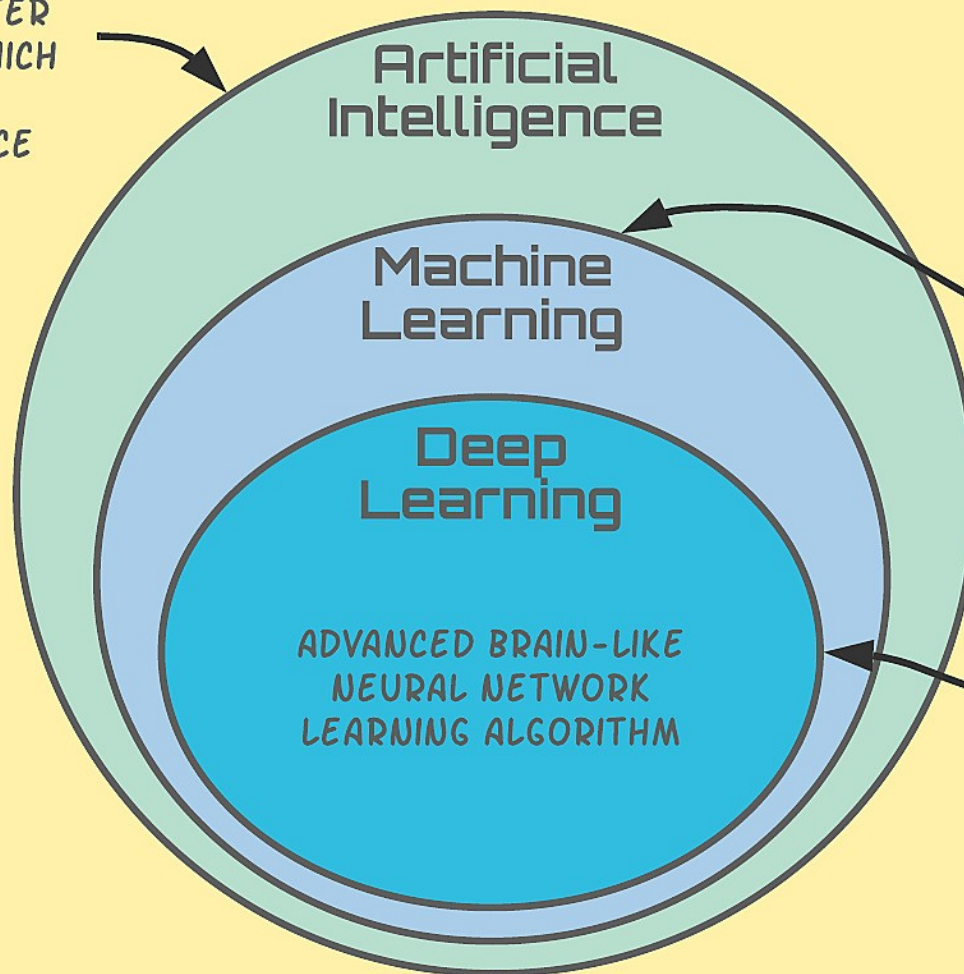 Artificial
Intelligence
Machine
Learning
Deep
Learning
ADVANCED BRAIN-LIKE
NEURAL NETWORK
LEARNING ALGORITHM